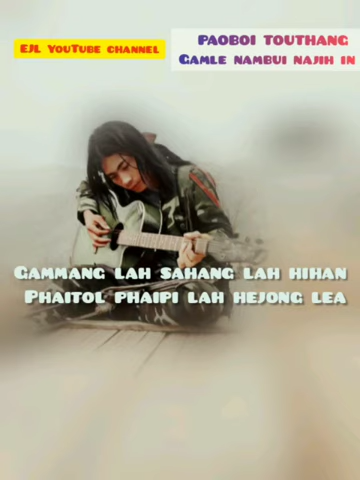 EJL YouTube channel
PAOBOI TOUTHANG
Gamle nambui najih in
Gammang lah sahang lah hihan
Phaitol phaipi lah hejong lea